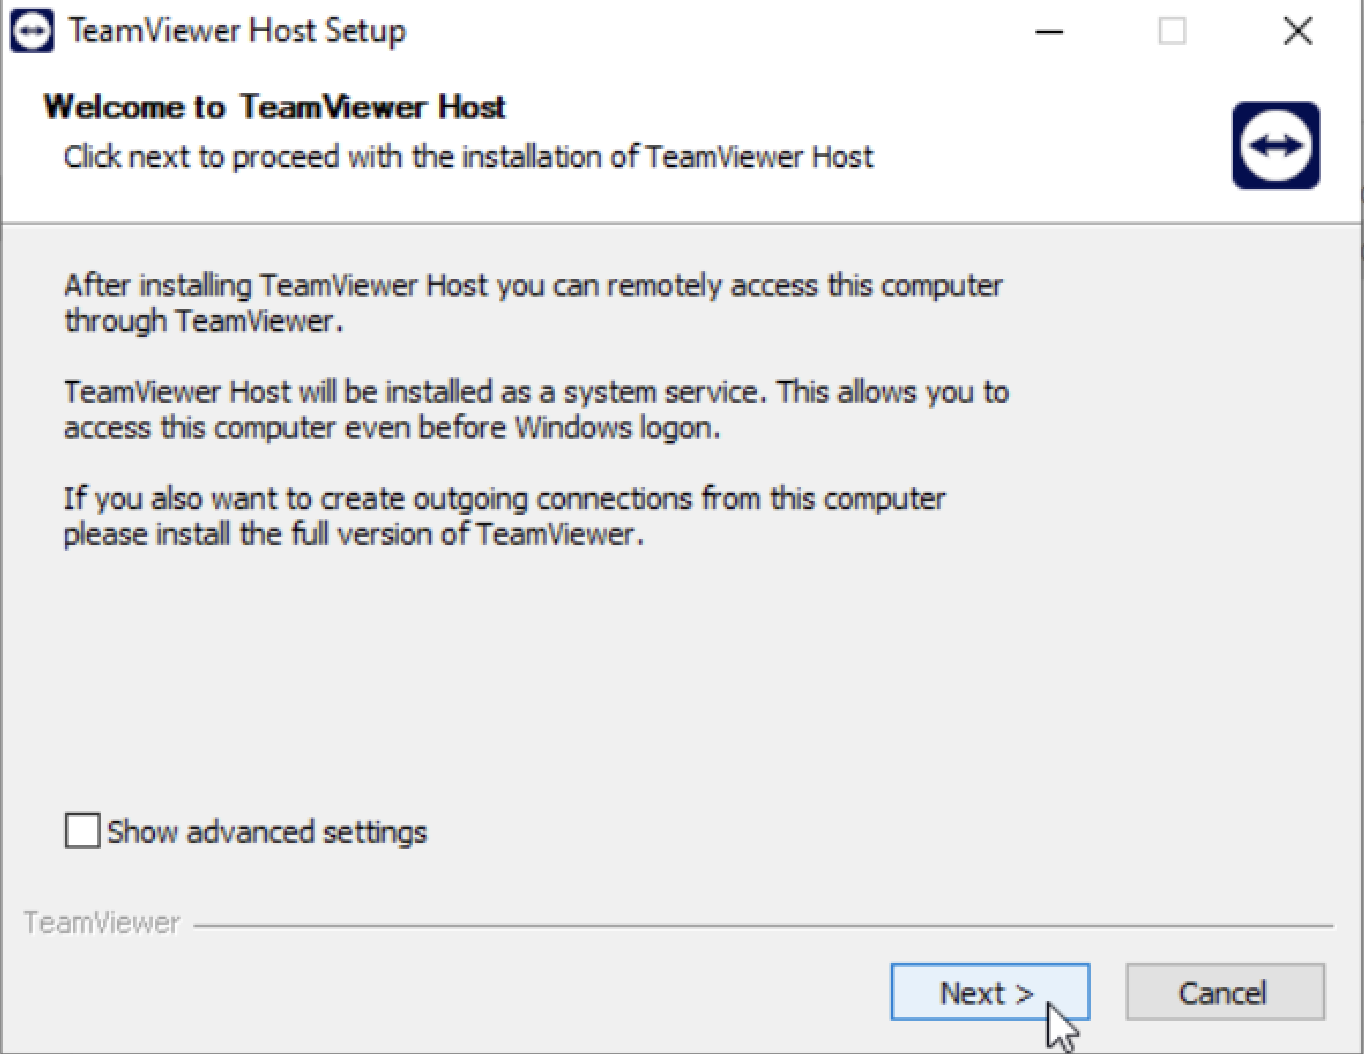 TeamViewer Host Setup
Welcome to TeamViewer Host
Click next to proceed with the installation of TeamViewer Host
After installing TeamViewer Host you can remotely access this computer
through TeamViewer.
TeamViewer Host will be installed as a system service. This allows you to
access this computer even before Windows logon.
If you also want to create outgoing connections from this computer
please install the full version of TeamViewer.
Show advanced settings
TeamViewer
Next >
Cancel